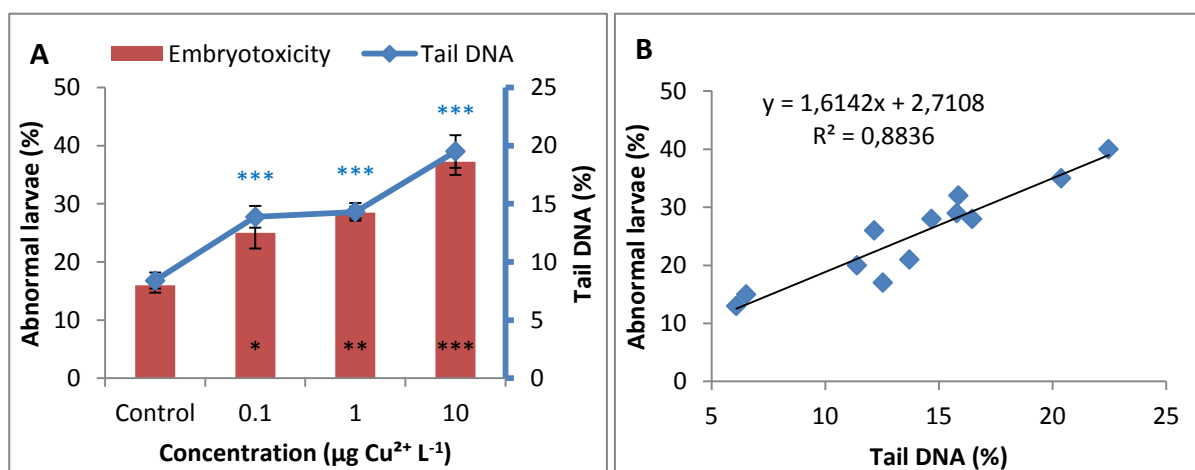 A
Embryotoxicity
Tail DNA
Abnormal larvae (%)
50
40
30
20
10
0
***
***
***
*
**
***
25
20
15
10
5
0
Tail DNA (%)
Control 0.1 1 10
Concentration (µg Cu²⁺ L⁻¹)
B
y = 1,6142x + 2,7108
R² = 0,8836
Abnormal larvae (%)
50
40
30
20
10
0
5 10 15 20 25
Tail DNA (%)